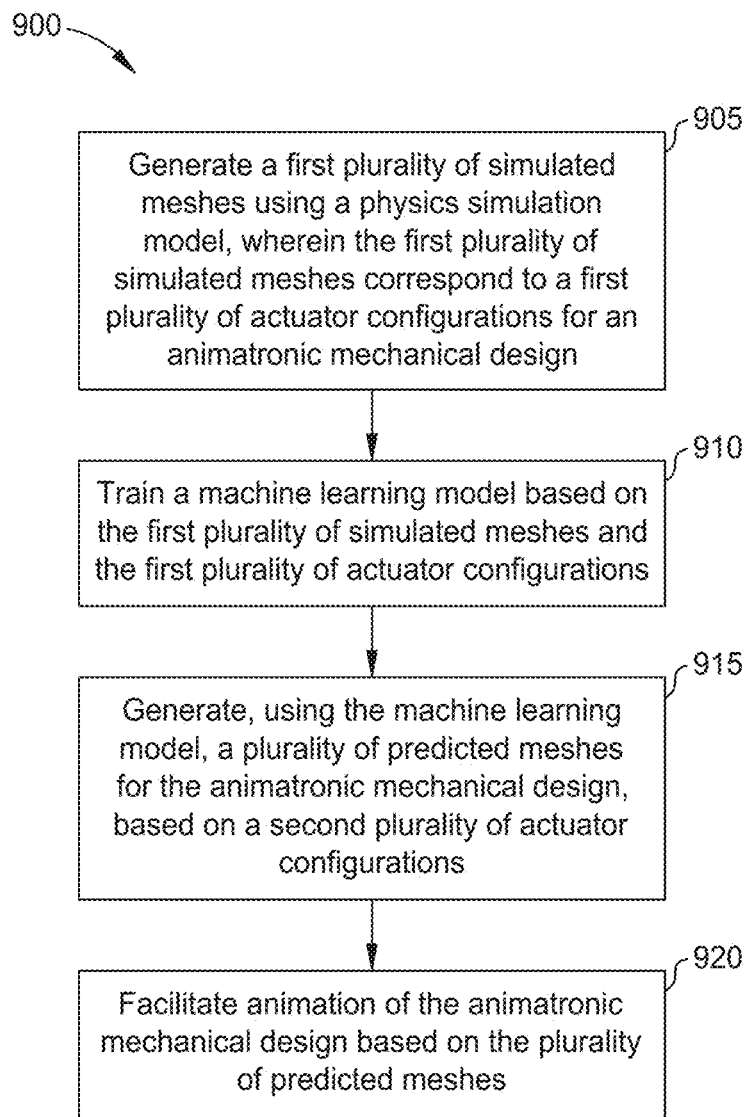 900
905
Generate a first plurality of simulated
meshes using a physics simulation
model, wherein the first plurality of
simulated meshes correspond to a first
plurality of actuator configurations for an
animatronic mechanical design
910
Train a machine learning model based on
the first plurality of simulated meshes and
the first plurality of actuator configurations
915
Generate, using the machine learning
model, a plurality of predicted meshes
for the animatronic mechanical design,
based on a second plurality of actuator
configurations
920
Facilitate animation of the animatronic
mechanical design based on the plurality
of predicted meshes